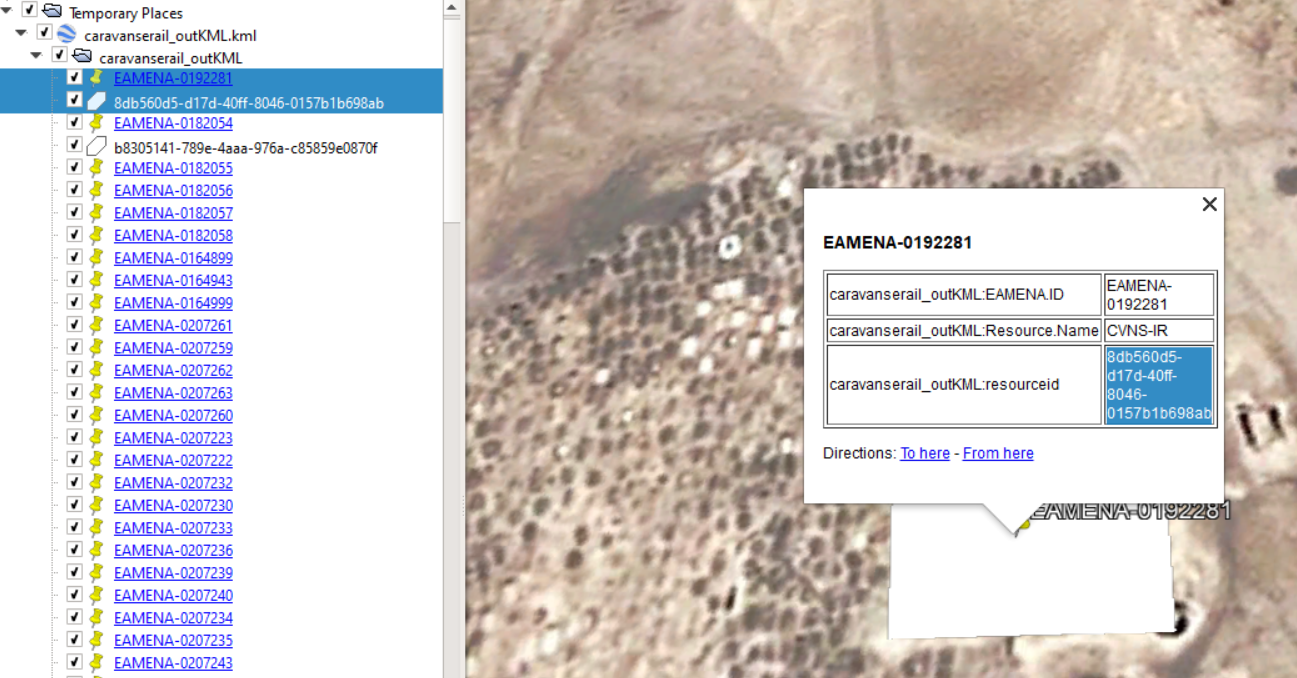 Temporary Places
caravanserail_outKML.kml
caravanserail_outKML
EAMENA-0192281
8db560d5-d17d-40ff-8046-0157b1b698ab
EAMENA-0182054
b8305141-789e-4aaa-976a-c85859e0870f
EAMENA-0182055
EAMENA-0182056
EAMENA-0182057
EAMENA-0182058
EAMENA-0164899
EAMENA-0164943
EAMENA-0164999
EAMENA-0207261
EAMENA-0207259
EAMENA-0207262
EAMENA-0207263
EAMENA-0207260
EAMENA-0207223
EAMENA-0207222
EAMENA-0207232
EAMENA-0207230
EAMENA-0207233
EAMENA-0207236
EAMENA-0207239
EAMENA-0207240
EAMENA-0207234
EAMENA-0207235
EAMENA-0207243
EAMENA-0192281
caravanserail_outKML:EAMENA.ID
EAMENA-
0192281
caravanserail_outKML:Resource.Name
CVNS-IR
caravanserail_outKML:resourceid
8db560d5-
d17d-40ff-
8046-
0157b1b698ab
Directions: To here - From here
EAMENA-0192281